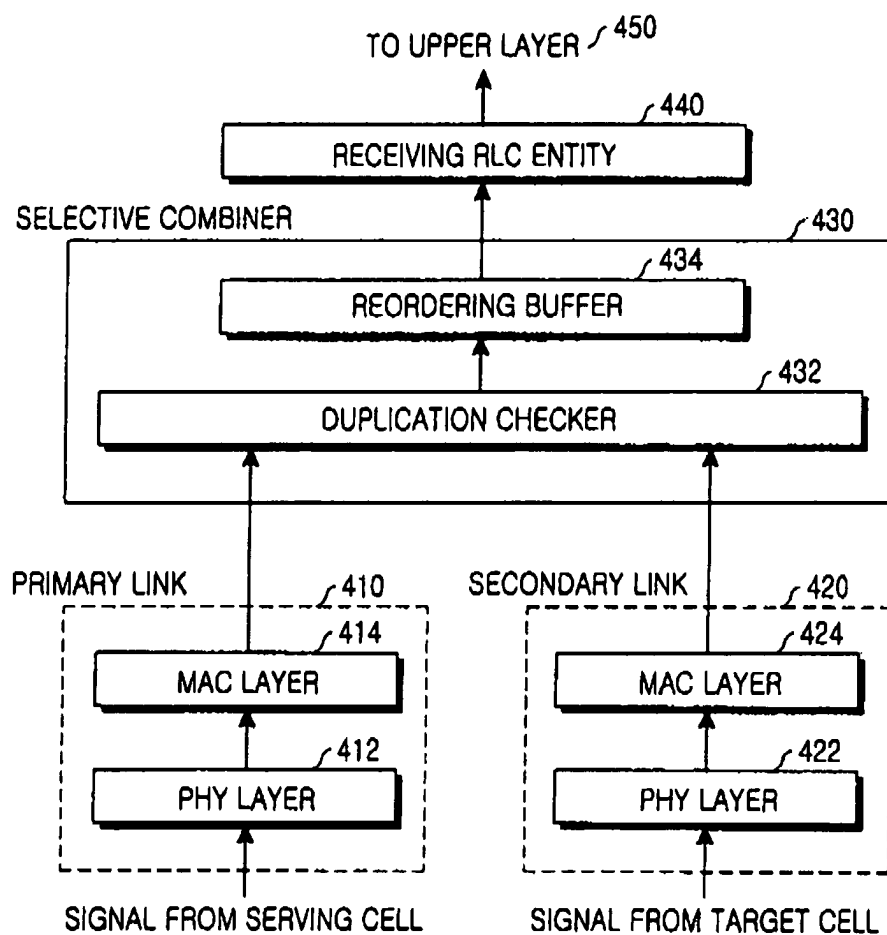 TO UPPER LAYER 450
440
RECEIVING RLC ENTITY
SELECTIVE COMBINER
430
434
REORDERING BUFFER
432
DUPLICATION CHECKER
PRIMARY LINK
410
SECONDARY LINK
420
414
MAC LAYER
424
MAC LAYER
412
PHY LAYER
422
PHY LAYER
SIGNAL FROM SERVING CELL
SIGNAL FROM TARGET CELL